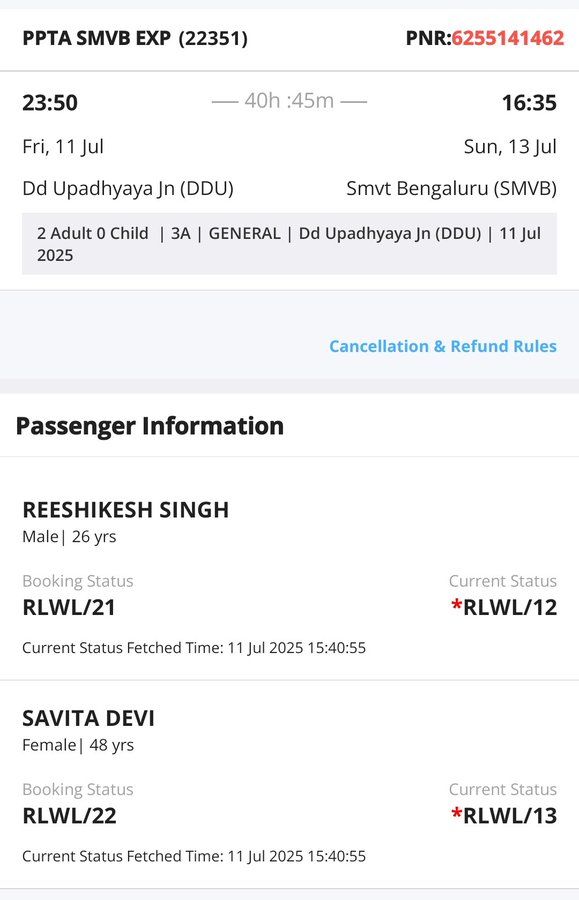 PPTA SMVB EXP (22351) PNR:6255141462
23:50 40h :45m 16:35
Fri, 11 Jul Sun, 13 Jul
Dd Upadhyaya Jn (DDU) Smvt Bengaluru (SMVB)
2 Adult 0 Child | 3A | GENERAL | Dd Upadhyaya Jn (DDU) | 11 Jul
2025
Cancellation & Refund Rules
Passenger Information
REESHIKESH SINGH
Male| 26 yrs
Booking Status Current Status
RLWL/21 *RLWL/12
Current Status Fetched Time: 11 Jul 2025 15:40:55
SAVITA DEVI
Female| 48 yrs
Booking Status Current Status
RLWL/22 *RLWL/13
Current Status Fetched Time: 11 Jul 2025 15:40:55